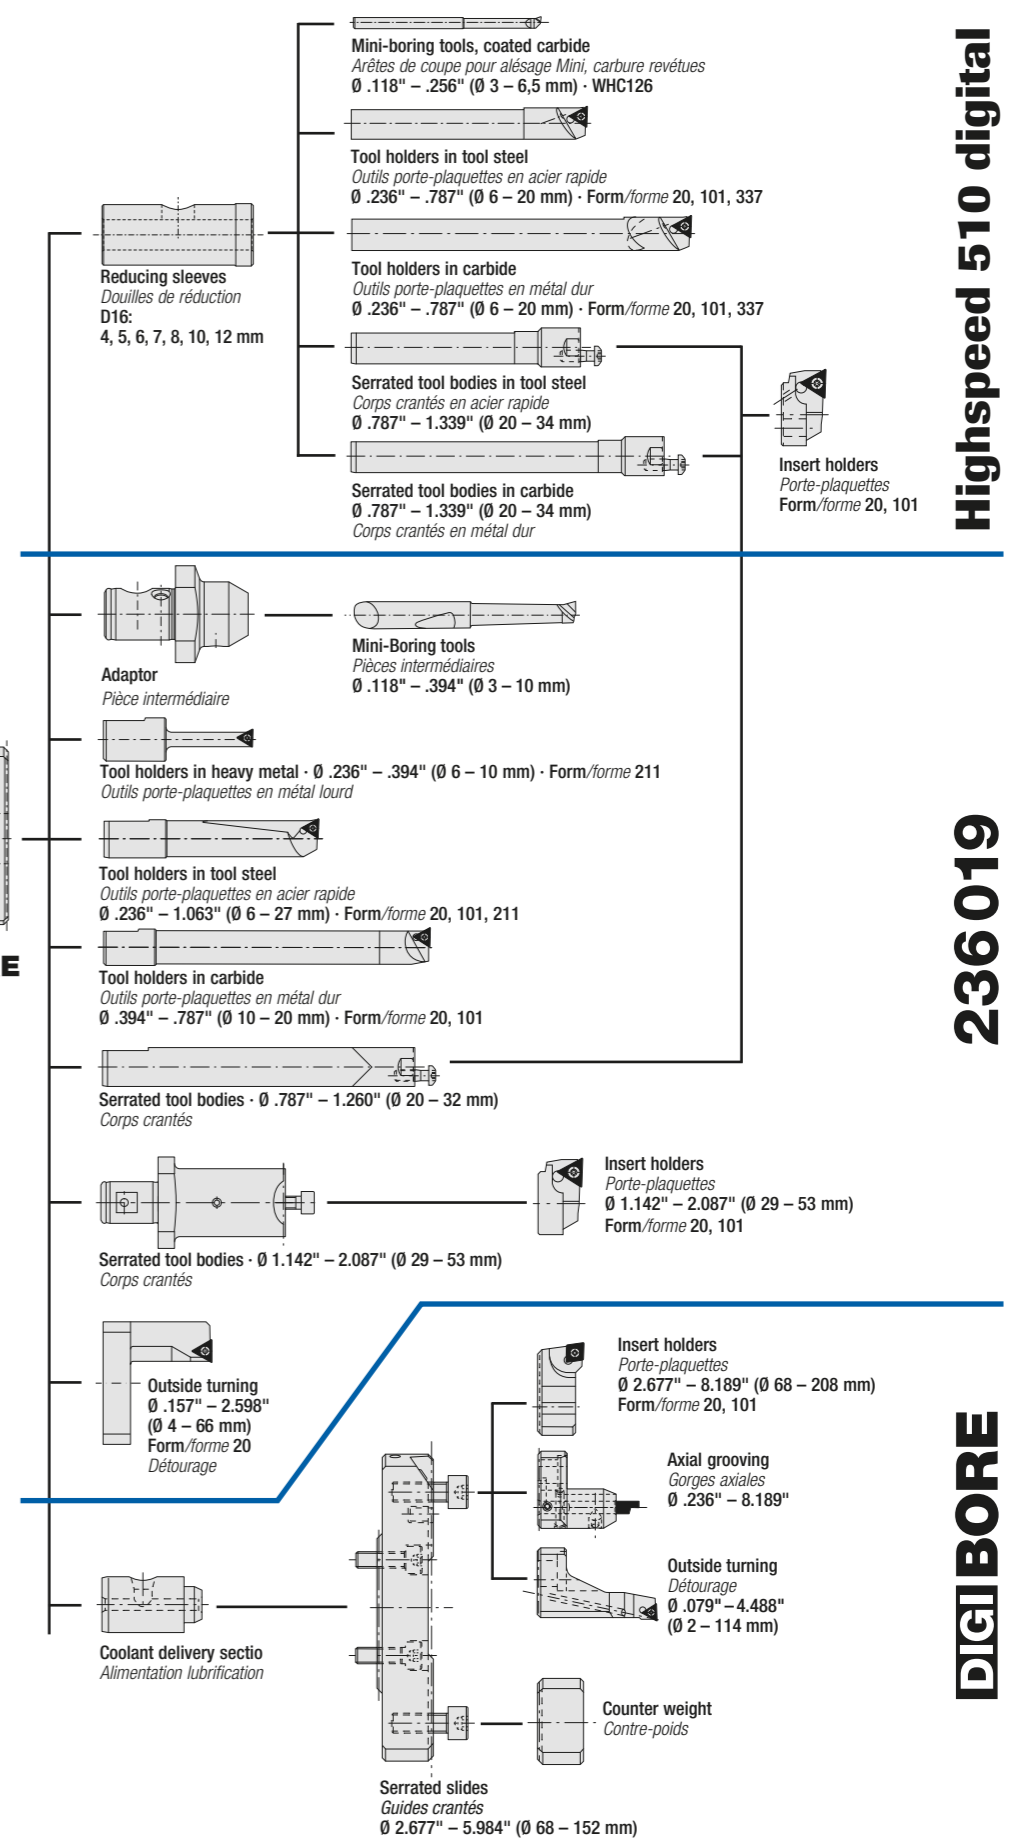 Mini-boring tools, coated carbide
Arêtes de coupe pour alésage Mini, carbure revêtues
Ø .118" – .256" (Ø 3 – 6,5 mm) · WHC126
Tool holders in tool steel
Outils porte-plaquettes en acier rapide
Ø .236" – .787" (Ø 6 – 20 mm) · Form/forme 20, 101, 337
Reducing sleeves
Douilles de réduction
D16:
4, 5, 6, 7, 8, 10, 12 mm
Tool holders in carbide
Outils porte-plaquettes en métal dur
Ø .236" – .787" (Ø 6 – 20 mm) · Form/forme 20, 101, 337
Serrated tool bodies in tool steel
Corps crantés en acier rapide
Ø .787" – 1.339" (Ø 20 – 34 mm)
Serrated tool bodies in carbide
Ø .787" – 1.339" (Ø 20 – 34 mm)
Corps crantés en métal dur
Insert holders
Porte-plaquettes
Form/forme 20, 101
Highspeed 510 digital
Adaptor
Pièce intermédiaire
Mini-Boring tools
Pièces intermédiaires
Ø .118" – .394" (Ø 3 – 10 mm)
Tool holders in heavy metal · Ø .236" – .394" (Ø 6 – 10 mm) · Form/forme 211
Outils porte-plaquettes en métal lourd
Tool holders in tool steel
Outils porte-plaquettes en acier rapide
Ø .236" – 1.063" (Ø 6 – 27 mm) · Form/forme 20, 101, 211
E
Tool holders in carbide
Outils porte-plaquettes en métal dur
Ø .394" – .787" (Ø 10 – 20 mm) · Form/forme 20, 101
Serrated tool bodies · Ø .787" – 1.260" (Ø 20 – 32 mm)
Corps crantés
Serrated tool bodies · Ø 1.142" – 2.087" (Ø 29 – 53 mm)
Corps crantés
Insert holders
Porte-plaquettes
Ø 1.142" – 2.087" (Ø 29 – 53 mm)
Form/forme 20, 101
236 019
Outside turning
Ø .157" – 2.598"
(Ø 4 – 66 mm)
Form/forme 20
Détourage
Insert holders
Porte-plaquettes
Ø 2.677" – 8.189" (Ø 68 – 208 mm)
Form/forme 20, 101
Axial grooving
Gorges axiales
Ø .236" – 8.189"
Outside turning
Détourage
Ø .079" – 4.488"
(Ø 2 – 114 mm)
Coolant delivery sectio
Alimentation lubrification
Counter weight
Contre-poids
Serrated slides
Guides crantés
Ø 2.677" – 5.984" (Ø 68 – 152 mm)
DIGI BORE